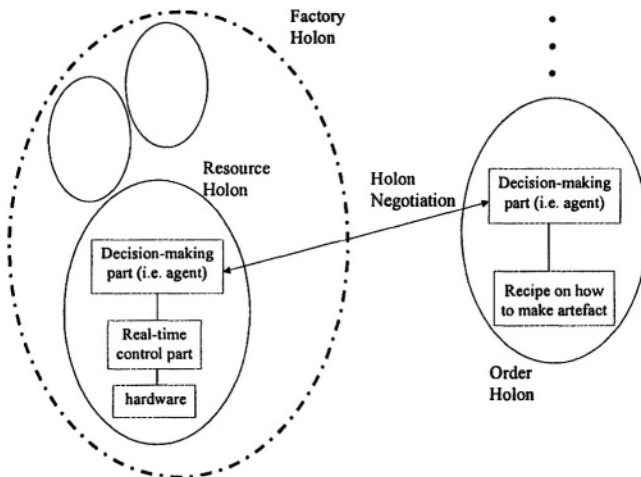 Factory
Holon
Resource
Holon
Decision-making
part (i.e. agent)
Real-time
control part
hardware
Holon
Negotiation
Decision-making
part (i.e. agent)
Recipe on how
to make artefact
Order
Holon